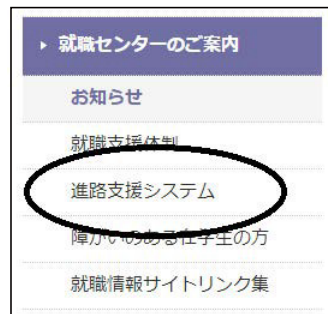 就職センターのご案内
お知らせ
就職支援体制
進路支援システム
障がいのある在学生の方
就職情報サイトリンク集